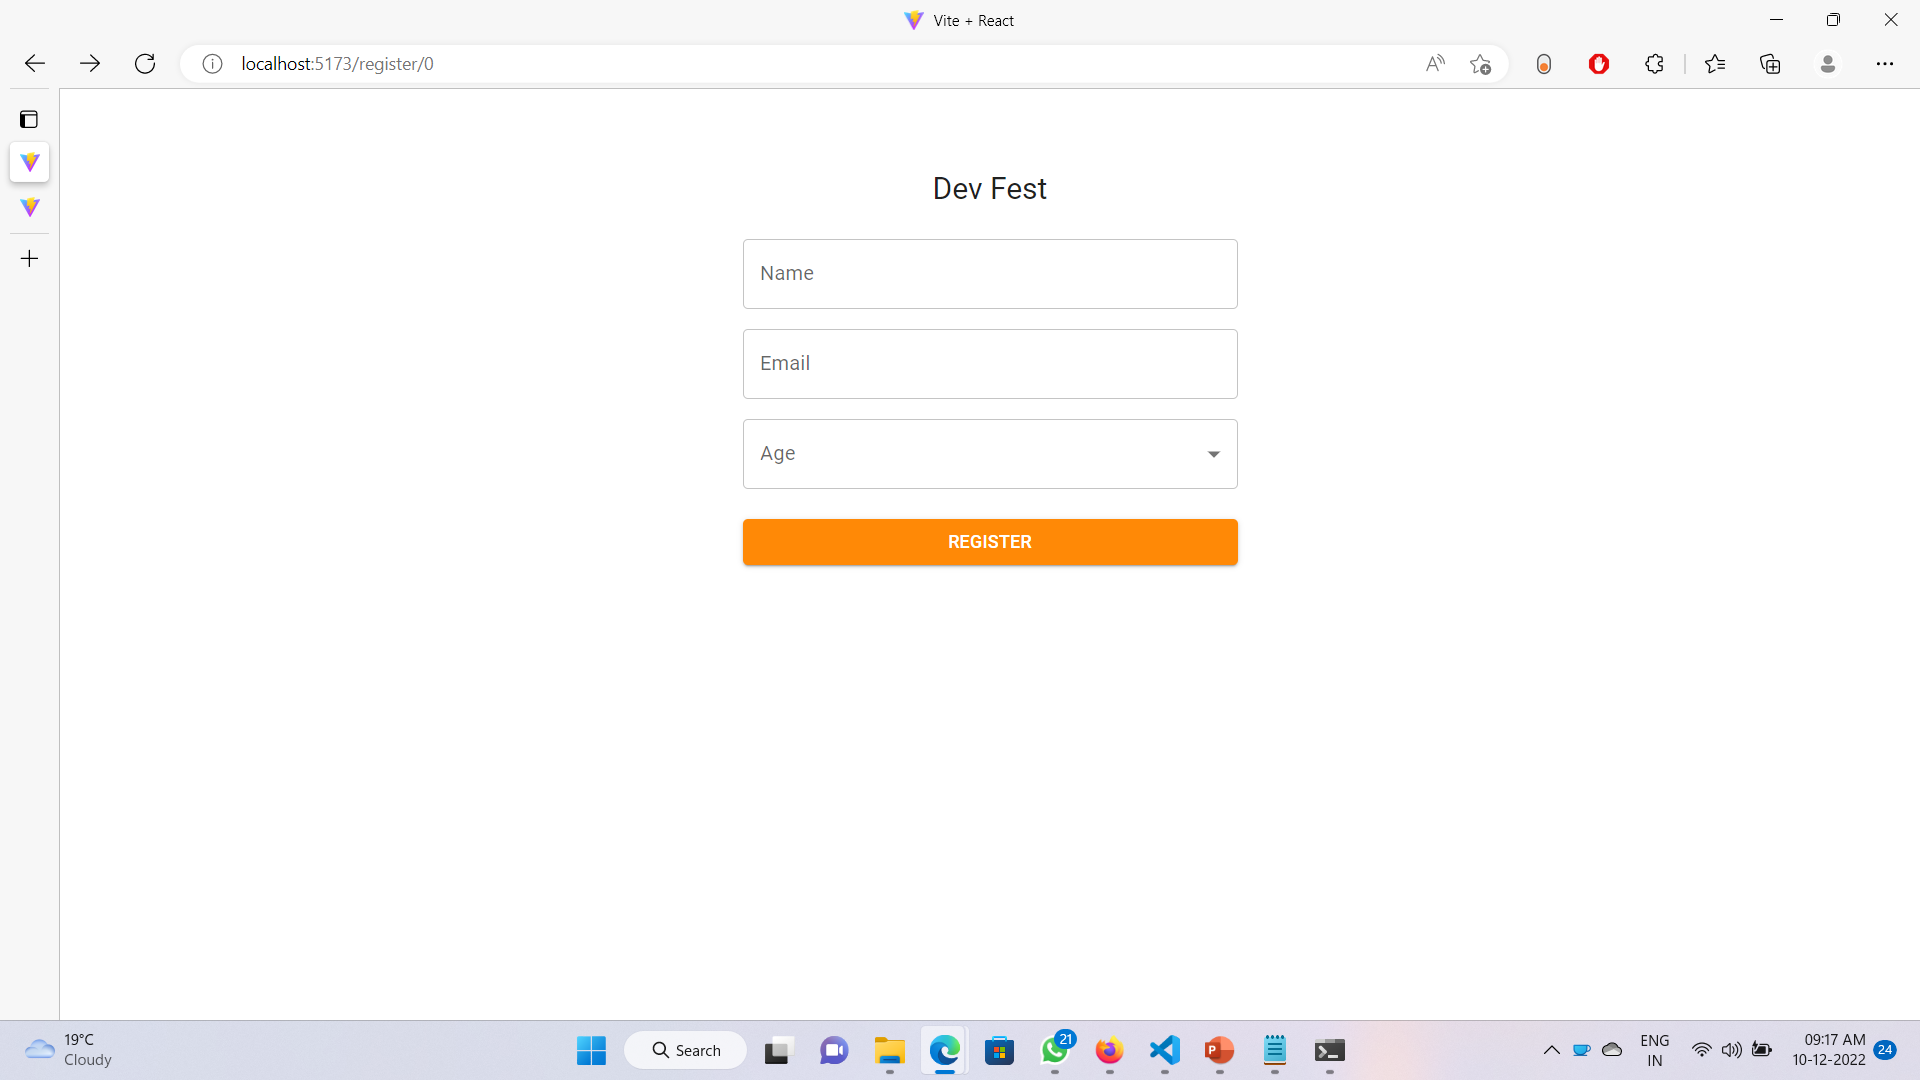 Vite + React
localhost:5173/register/0
Dev Fest
Name
Email
Age
REGISTER
19°C
Cloudy
Search
21
ENG
IN
09:17 AM
10-12-2022
24